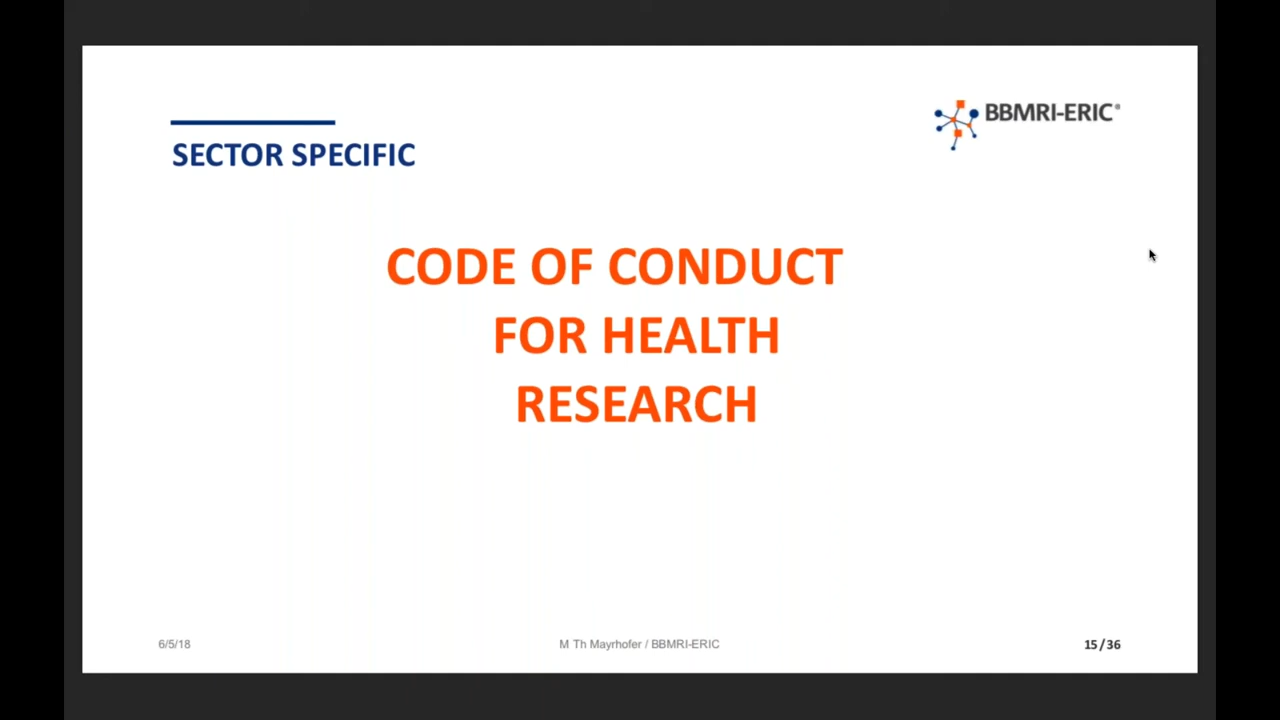 BBMRI-ERIC®
SECTOR SPECIFIC
CODE OF CONDUCT
FOR HEALTH
RESEARCH
6/5/18
M Th Mayrhofer / BBMRI-ERIC
15/36